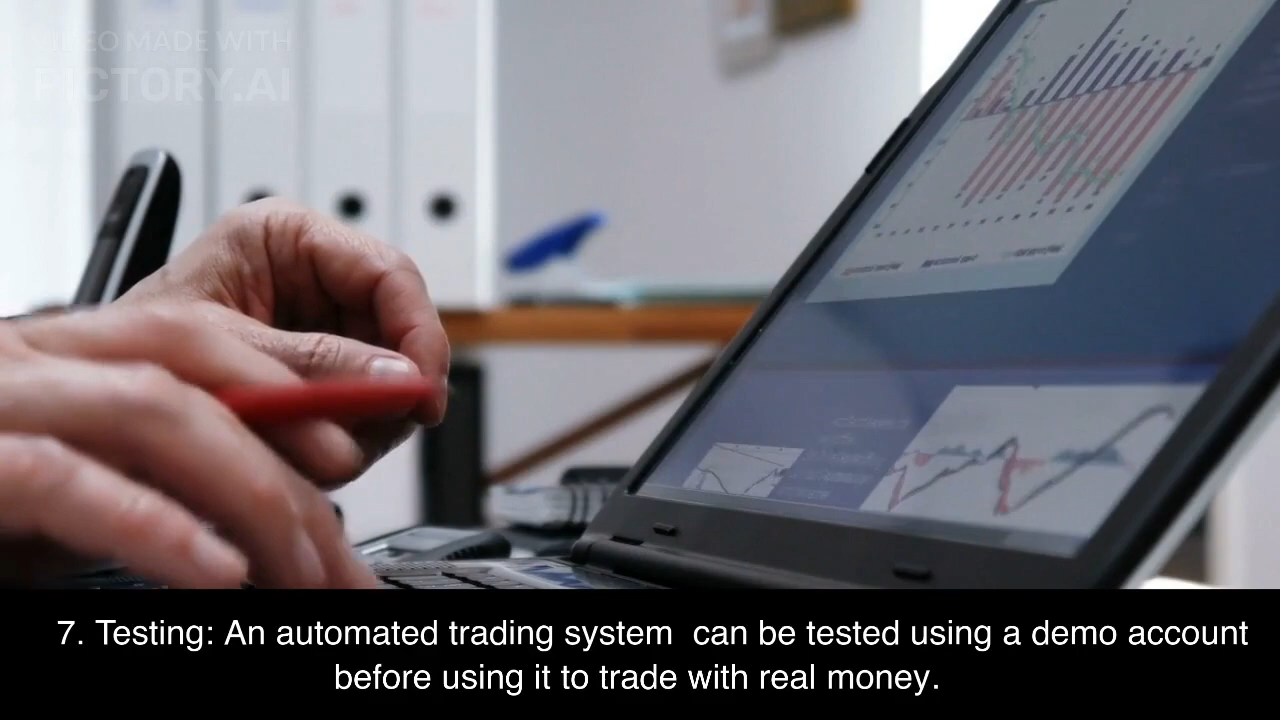 VIDEO MADE WITH
PICTORY.AI
7. Testing: An automated trading system  can be tested using a demo account
before using it to trade with real money.